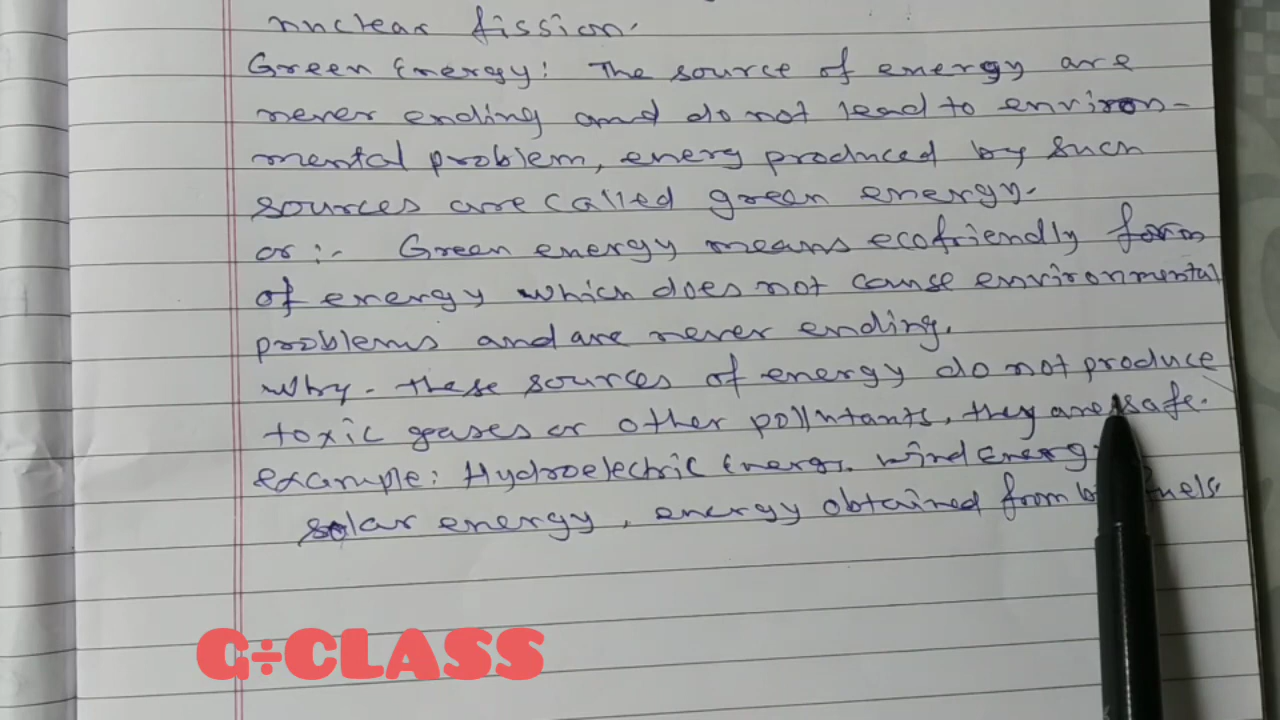 nuclear fission.
Green Energy: The source of energy are
never ending and do not lead to environ-
mental problem, energy produced by such
sources are called green energy.
or :- Green energy means ecofriendly form
of energy which does not cause environmental
problems and are never ending.
Why - These sources of energy do not produce
toxic gases or other pollutants, they are safe.
example: Hydroelectric Energy. wind Energ
solar energy, energy obtained from fuels
G÷CLASS